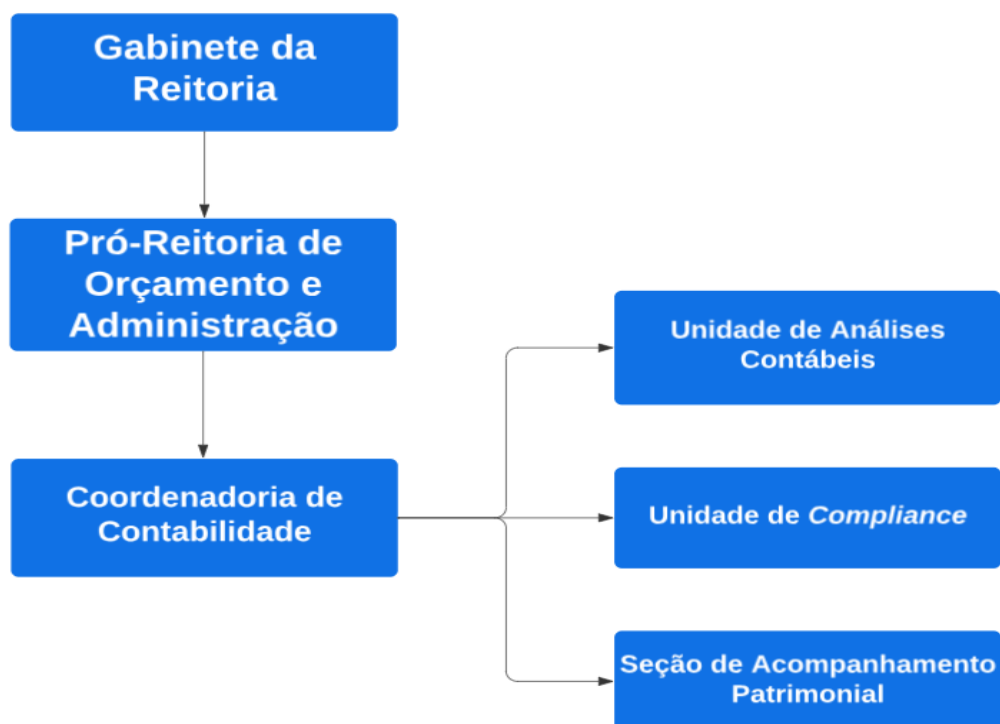 Gabinete da
Reitoria
Pró-Reitoria de
Orçamento e
Administração
Coordenadoria de
Contabilidade
Unidade de Análises
Contábeis
Unidade de Compliance
Seção de Acompanhamento
Patrimonial